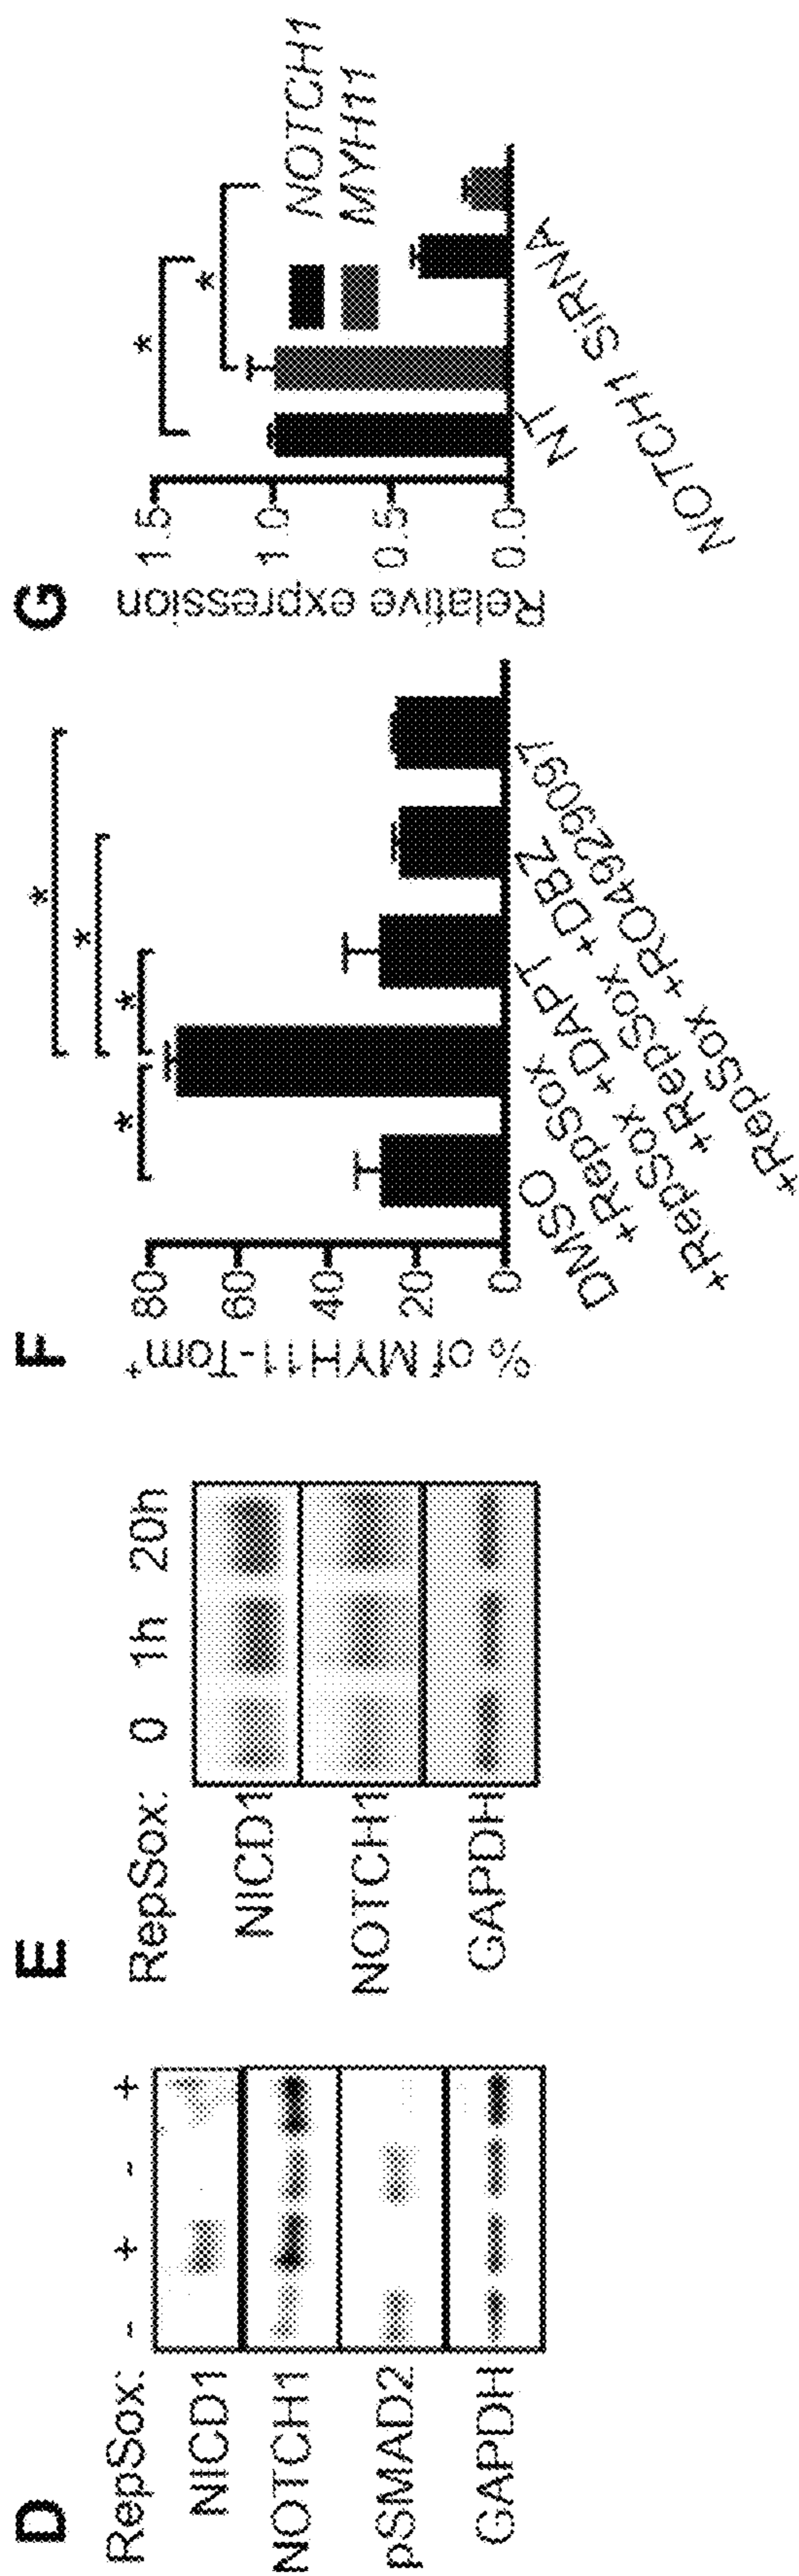 D
RepSox: - + - +
NICD1
NOTCH1
pSMAD2
GAPDH
E
RepSox: 0 1h 20h
NICD1
NOTCH1
GAPDH
F
% of MYH11-Tom+
80
60
40
20
0
* * * *
DMSO
+RepSox
+RepSox +DAPT
+RepSox +DBZ
+RepSox +RO4929097
G
Relative expression
1.5
1.0
0.5
0.0
* *
NOTCH1
MYH11
NT
NOTCH1 SiRNA